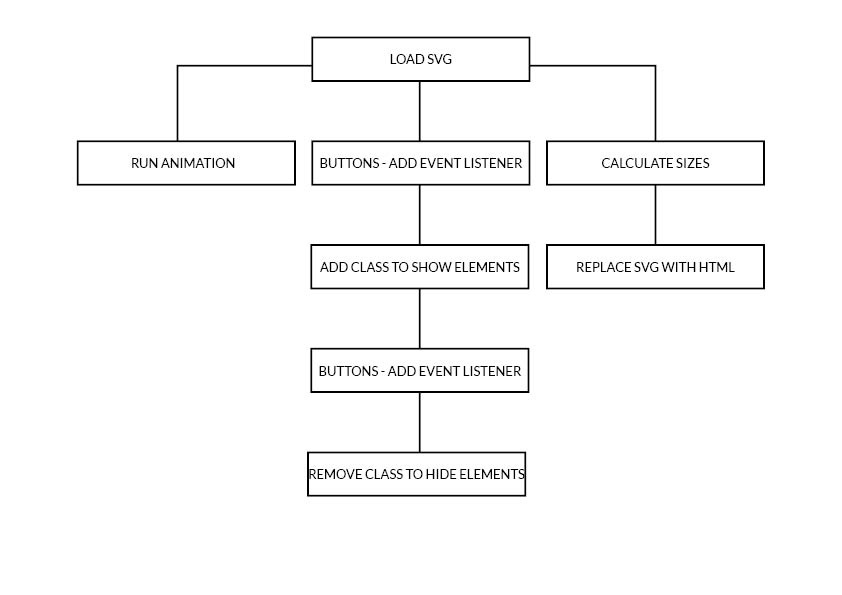 LOAD SVG
RUN ANIMATION
BUTTONS - ADD EVENT LISTENER
CALCULATE SIZES
ADD CLASS TO SHOW ELEMENTS
REPLACE SVG WITH HTML
BUTTONS - ADD EVENT LISTENER
REMOVE CLASS TO HIDE ELEMENTS